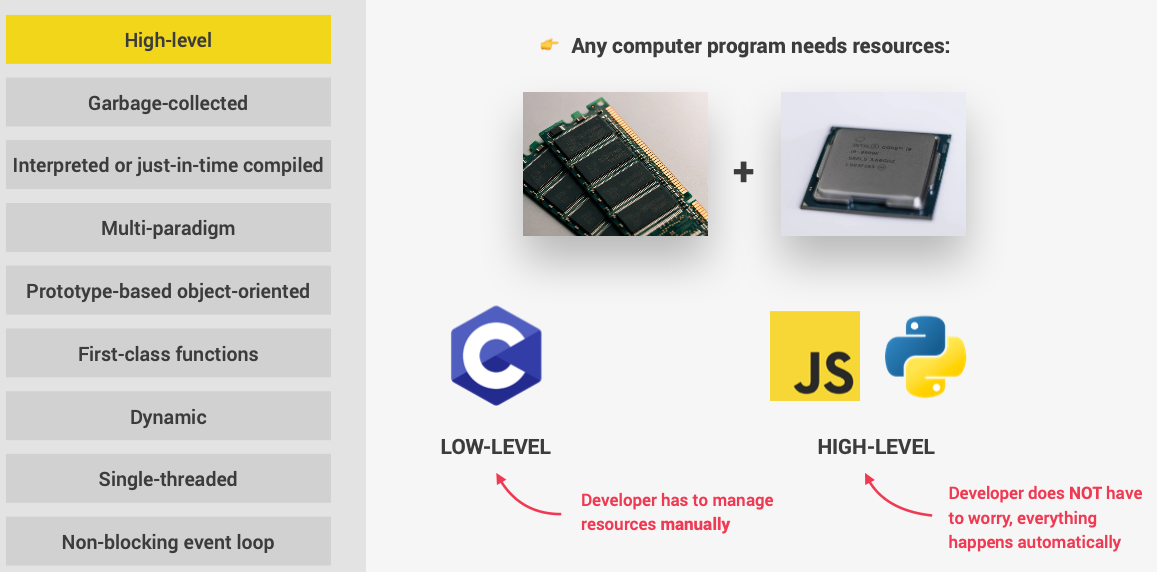 High-level
Garbage-collected
Interpreted or just-in-time compiled
Multi-paradigm
Prototype-based object-oriented
First-class functions
Dynamic
Single-threaded
Non-blocking event loop
👉 Any computer program needs resources:
+
C
JS
LOW-LEVEL
HIGH-LEVEL
Developer has to manage
resources manually
Developer does NOT have
to worry, everything
happens automatically